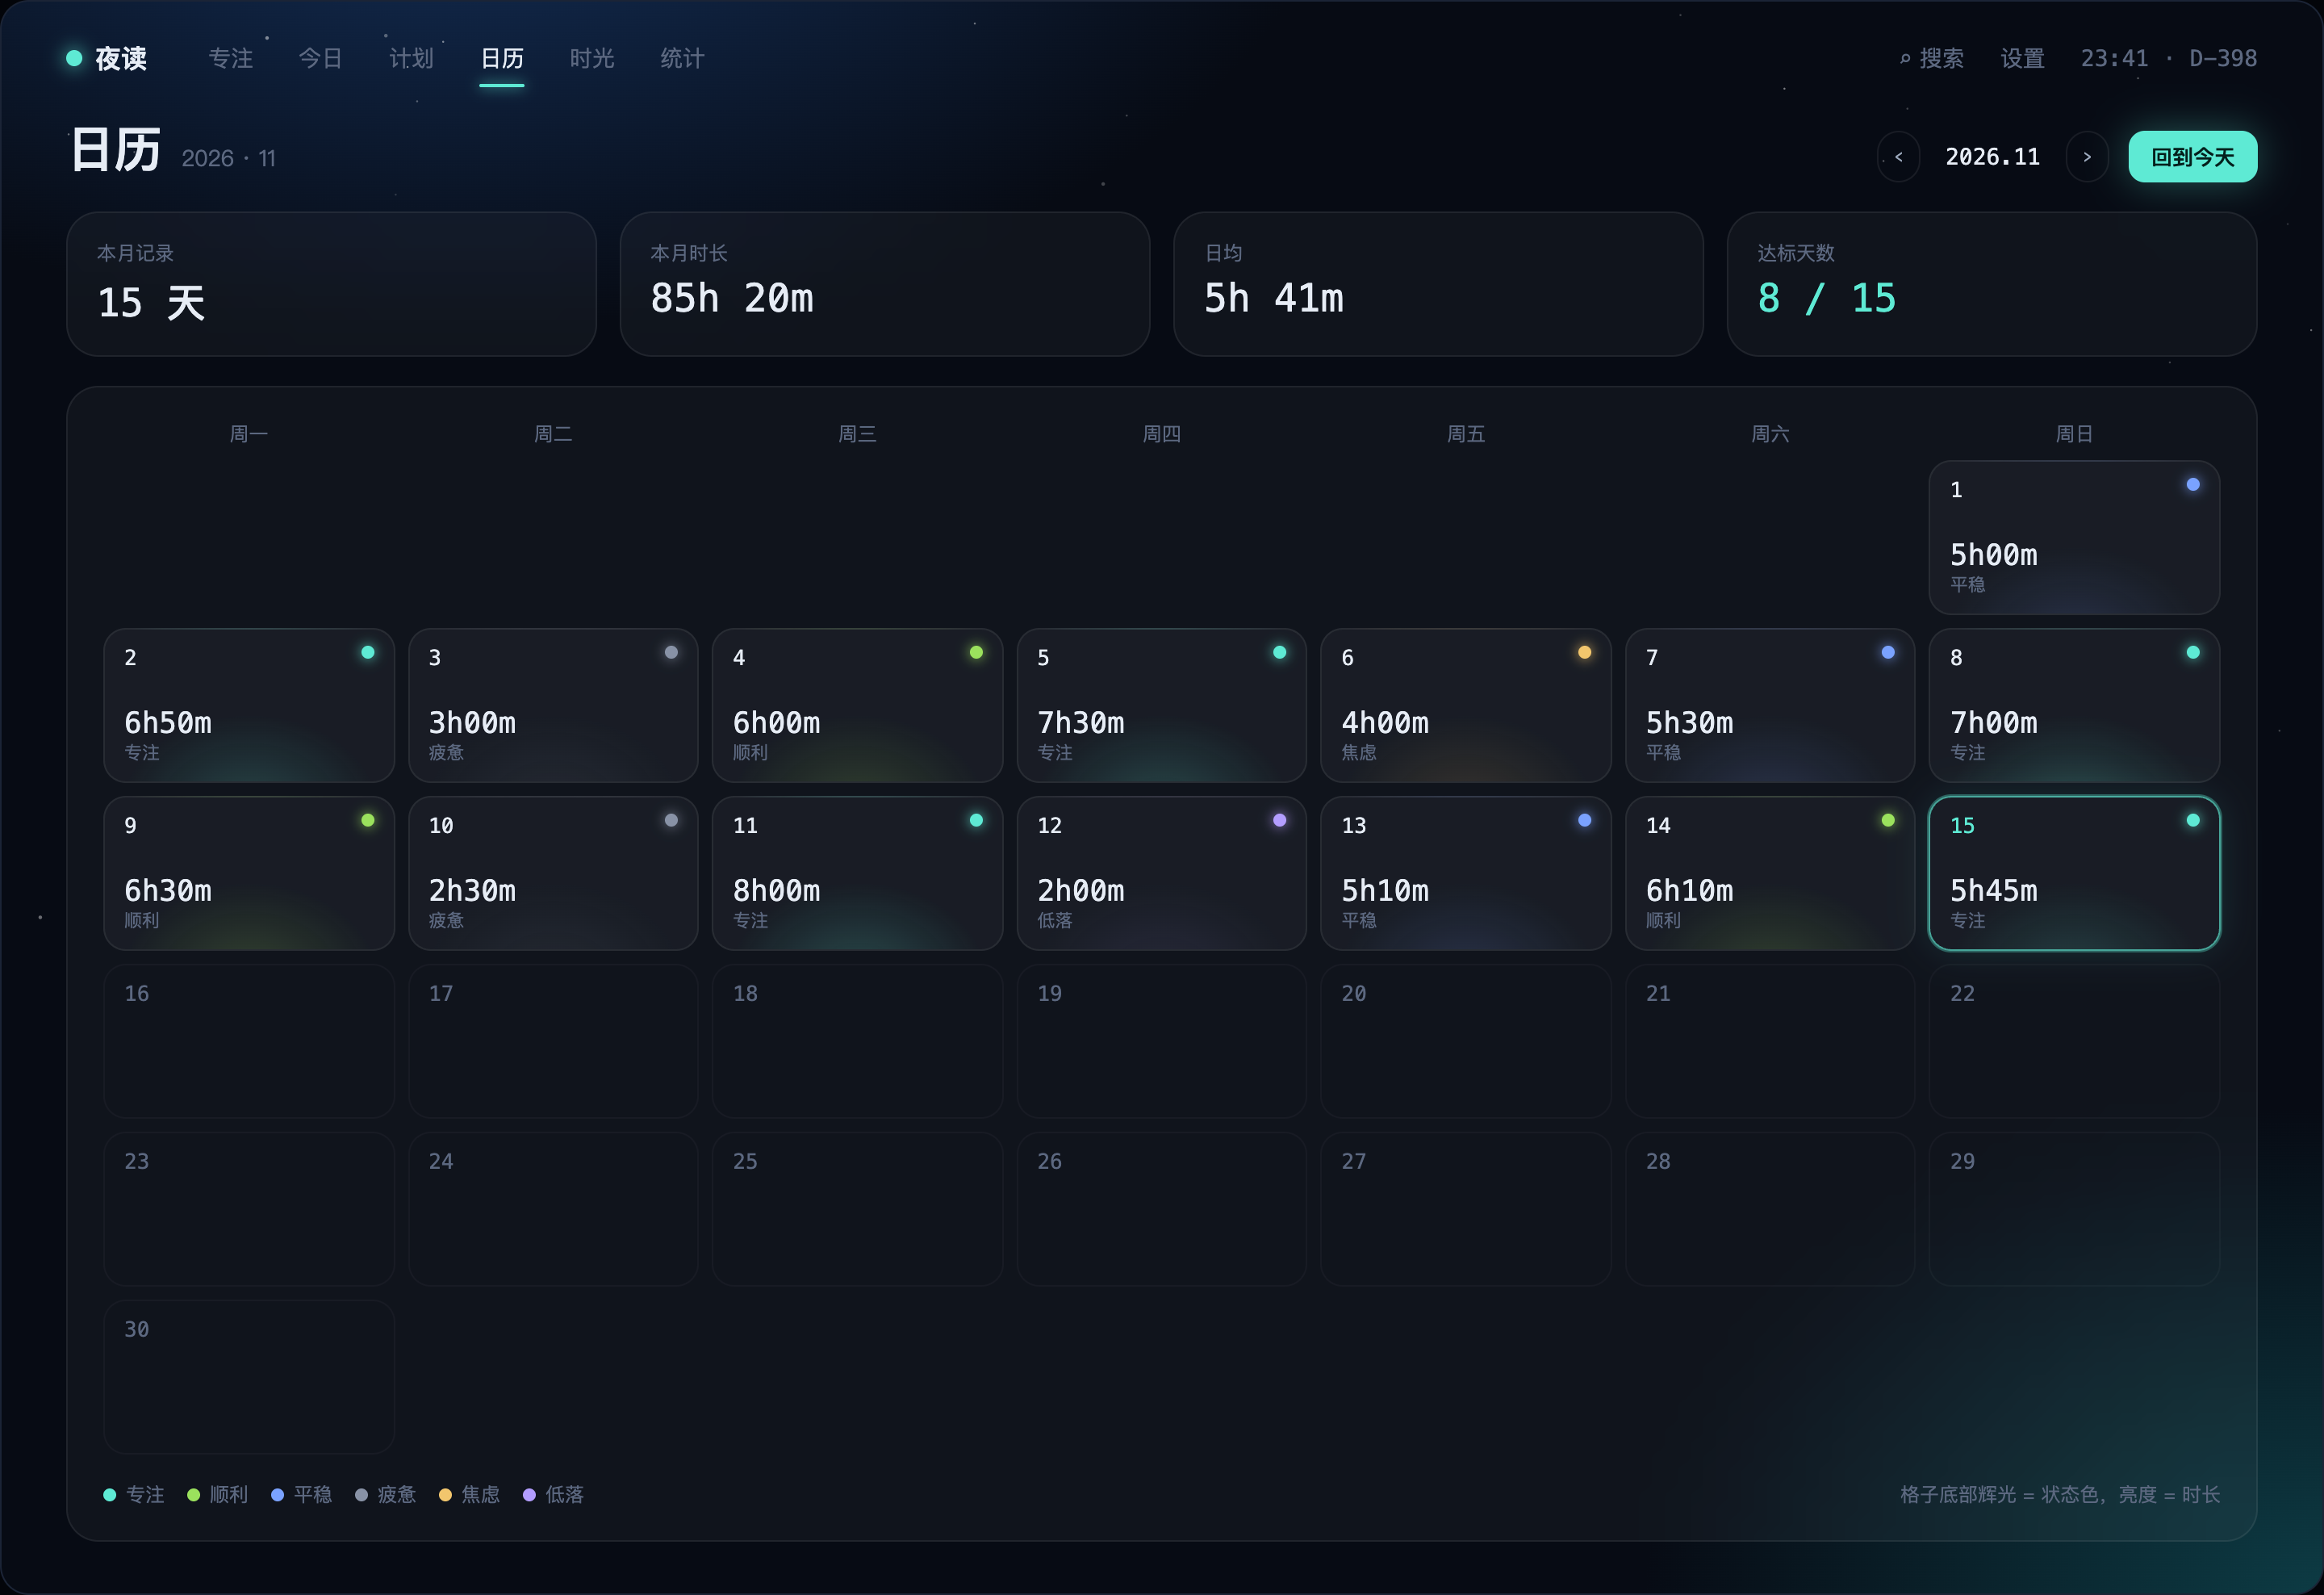 夜读 专注 今日 计划 日历 时光 统计 搜索 设置 23:41 · D-398
日历 2026 · 11 < 2026.11 > 回到今天
本月记录 本月时长 日均 达标天数
15 天 85h 20m 5h 41m 8 / 15
周一 周二 周三 周四 周五 周六 周日
1
5h00m
平稳
2 3 4 5 6 7 8
6h50m 3h00m 6h00m 7h30m 4h00m 5h30m 7h00m
专注 疲惫 顺利 专注 焦虑 平稳 专注
9 10 11 12 13 14 15
6h30m 2h30m 8h00m 2h00m 5h10m 6h10m 5h45m
顺利 疲惫 专注 低落 平稳 顺利 专注
16 17 18 19 20 21 22
23 24 25 26 27 28 29
30
专注 顺利 平稳 疲惫 焦虑 低落 格子底部辉光 = 状态色，亮度 = 时长